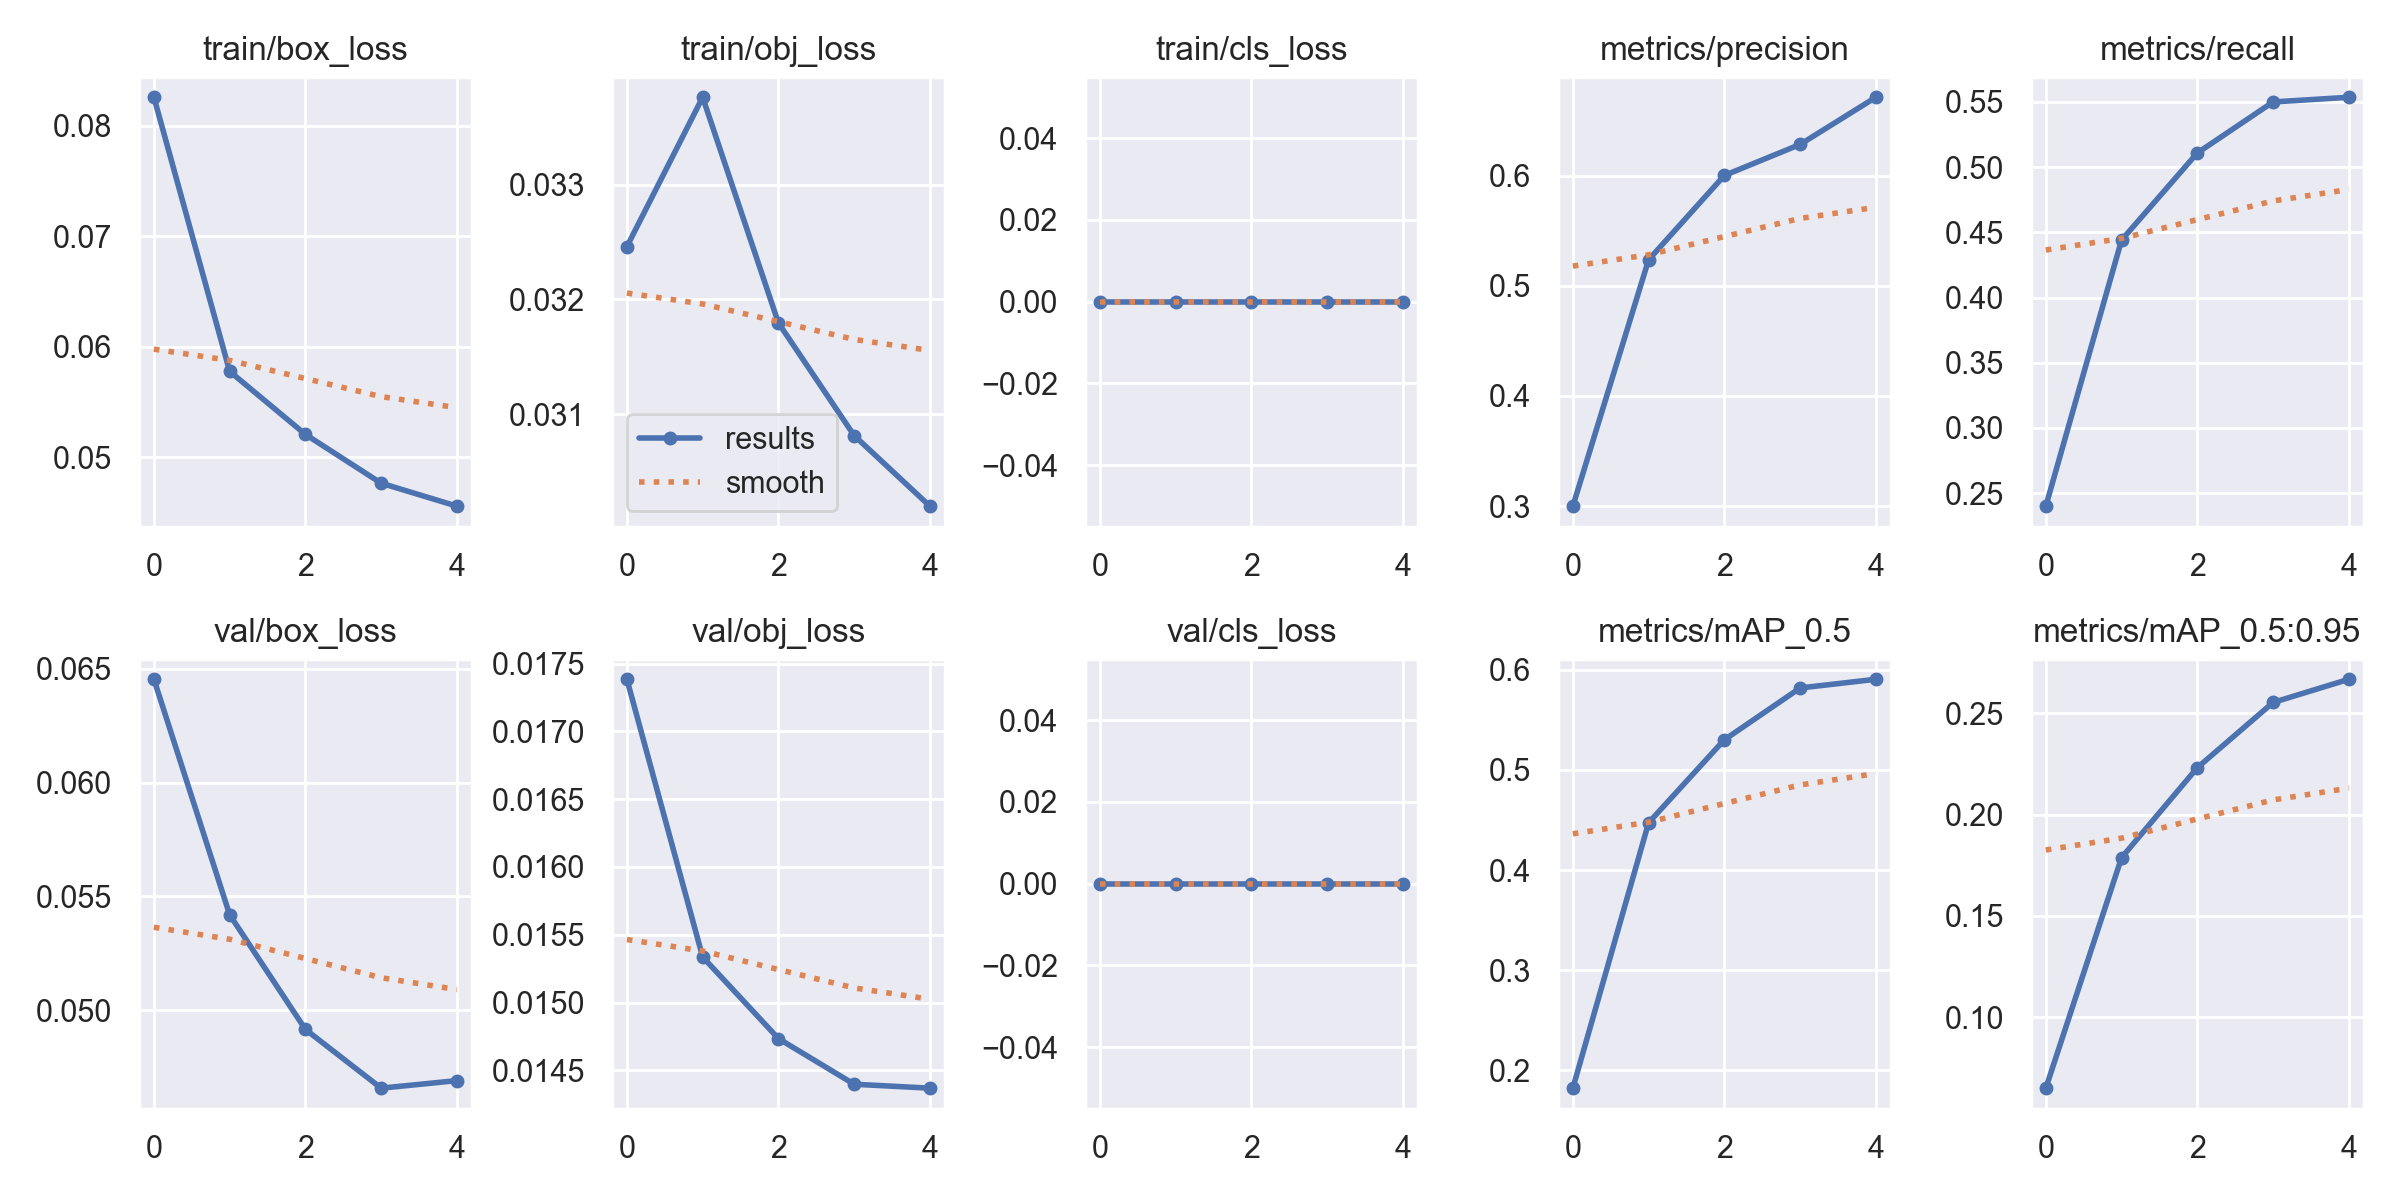 train/box_loss
0.08
0.07
0.06
0.05
0 2 4
train/obj_loss
0.033
0.032
0.031
results
smooth
0 2 4
train/cls_loss
0.04
0.02
0.00
−0.02
−0.04
0 2 4
metrics/precision
0.6
0.5
0.4
0.3
0 2 4
metrics/recall
0.55
0.50
0.45
0.40
0.35
0.30
0.25
0 2 4
val/box_loss
0.065
0.060
0.055
0.050
0 2 4
val/obj_loss
0.0175
0.0170
0.0165
0.0160
0.0155
0.0150
0.0145
0 2 4
val/cls_loss
0.04
0.02
0.00
−0.02
−0.04
0 2 4
metrics/mAP_0.5
0.6
0.5
0.4
0.3
0.2
0 2 4
metrics/mAP_0.5:0.95
0.25
0.20
0.15
0.10
0 2 4